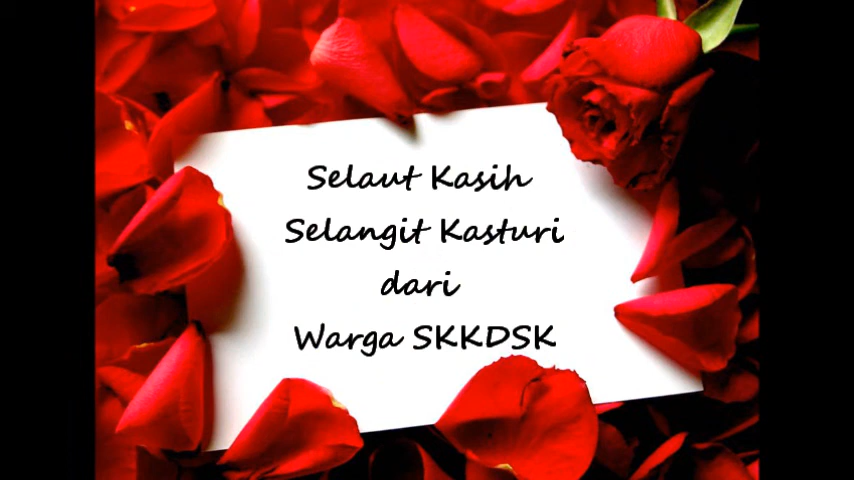 Selaut Kasih
Selangit Kasturi
dari
Warga SKKDSK